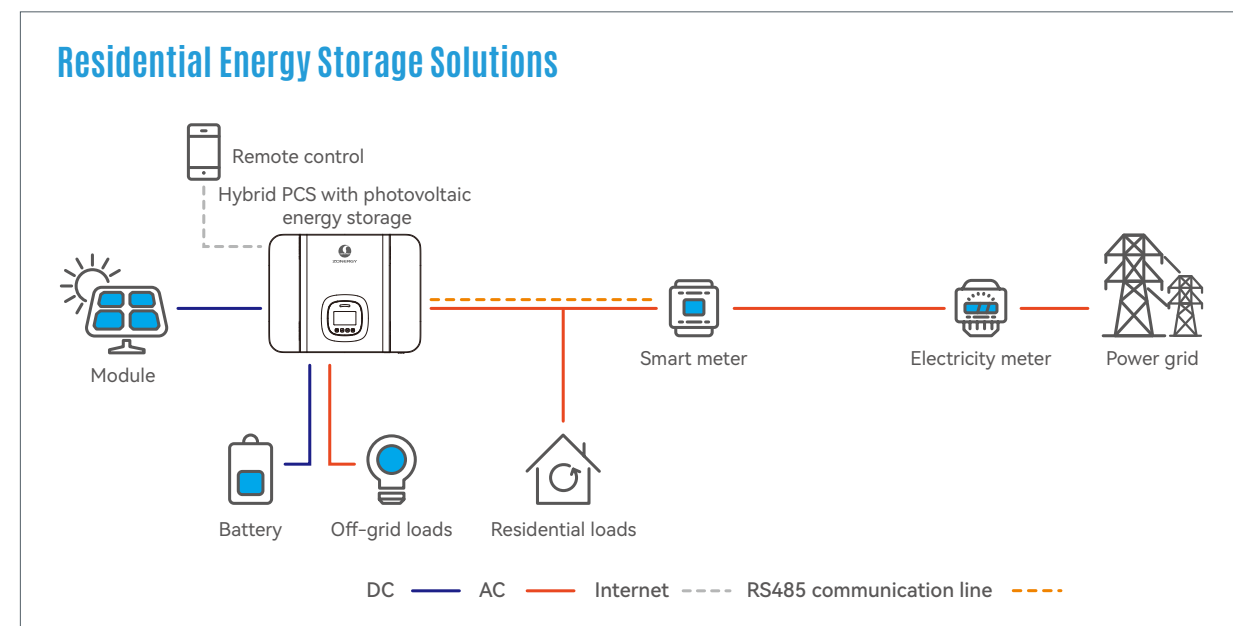 Residential Energy Storage Solutions
Remote control
Hybrid PCS with photovoltaic
energy storage
ZONERGY
Module
Smart meter
Electricity meter
Power grid
Battery
Off-grid loads
Residential loads
DC
AC
Internet
RS485 communication line